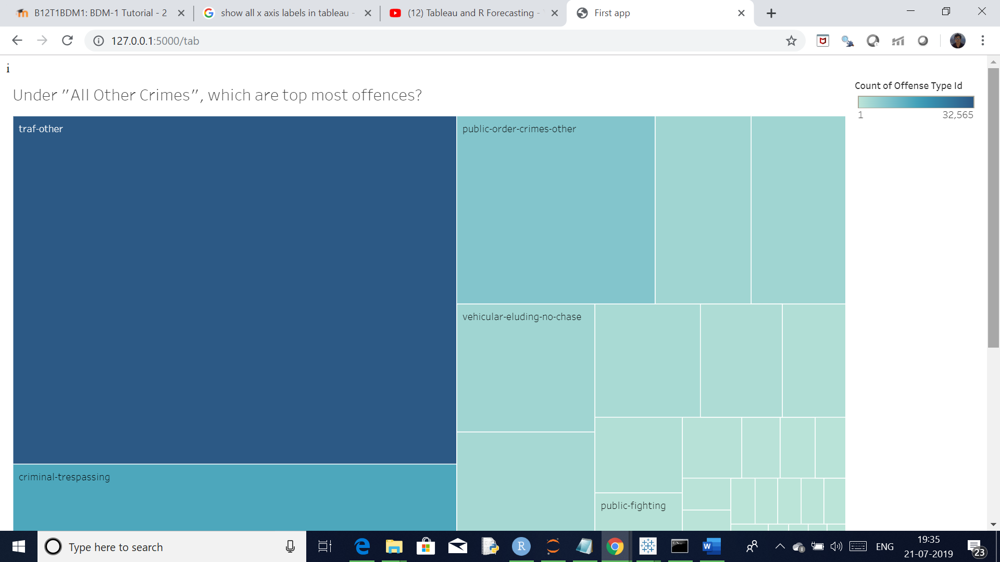 B12T1BDM1: BDM-1 Tutorial - 2
show all x axis labels in tableau -
(12) Tableau and R Forecasting -
First app
127.0.0.1:5000/tab
i
Under "All Other Crimes", which are top most offences?
Count of Offense Type Id
1 32,565
traf-other
public-order-crimes-other
vehicular-eluding-no-chase
criminal-trespassing
public-fighting
Type here to search
ENG
19:35
21-07-2019
23